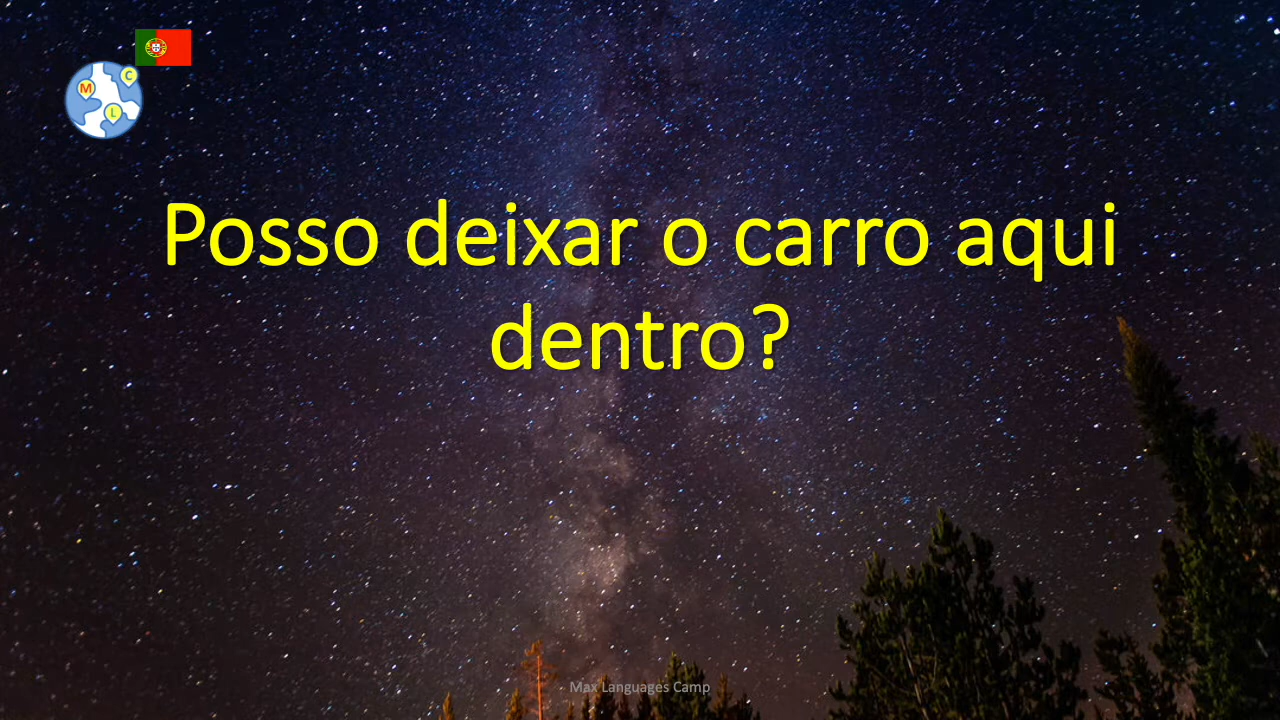 M
C
L
Posso deixar o carro aqui
dentro?
Max Languages Camp